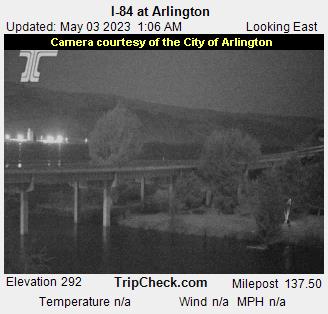 I-84 at Arlington
Updated: May 03 2023 1:06 AM Looking East
Camera courtesy of the City of Arlington
Elevation 292 TripCheck.com Milepost 137.50
Temperature n/a Wind n/a MPH n/a